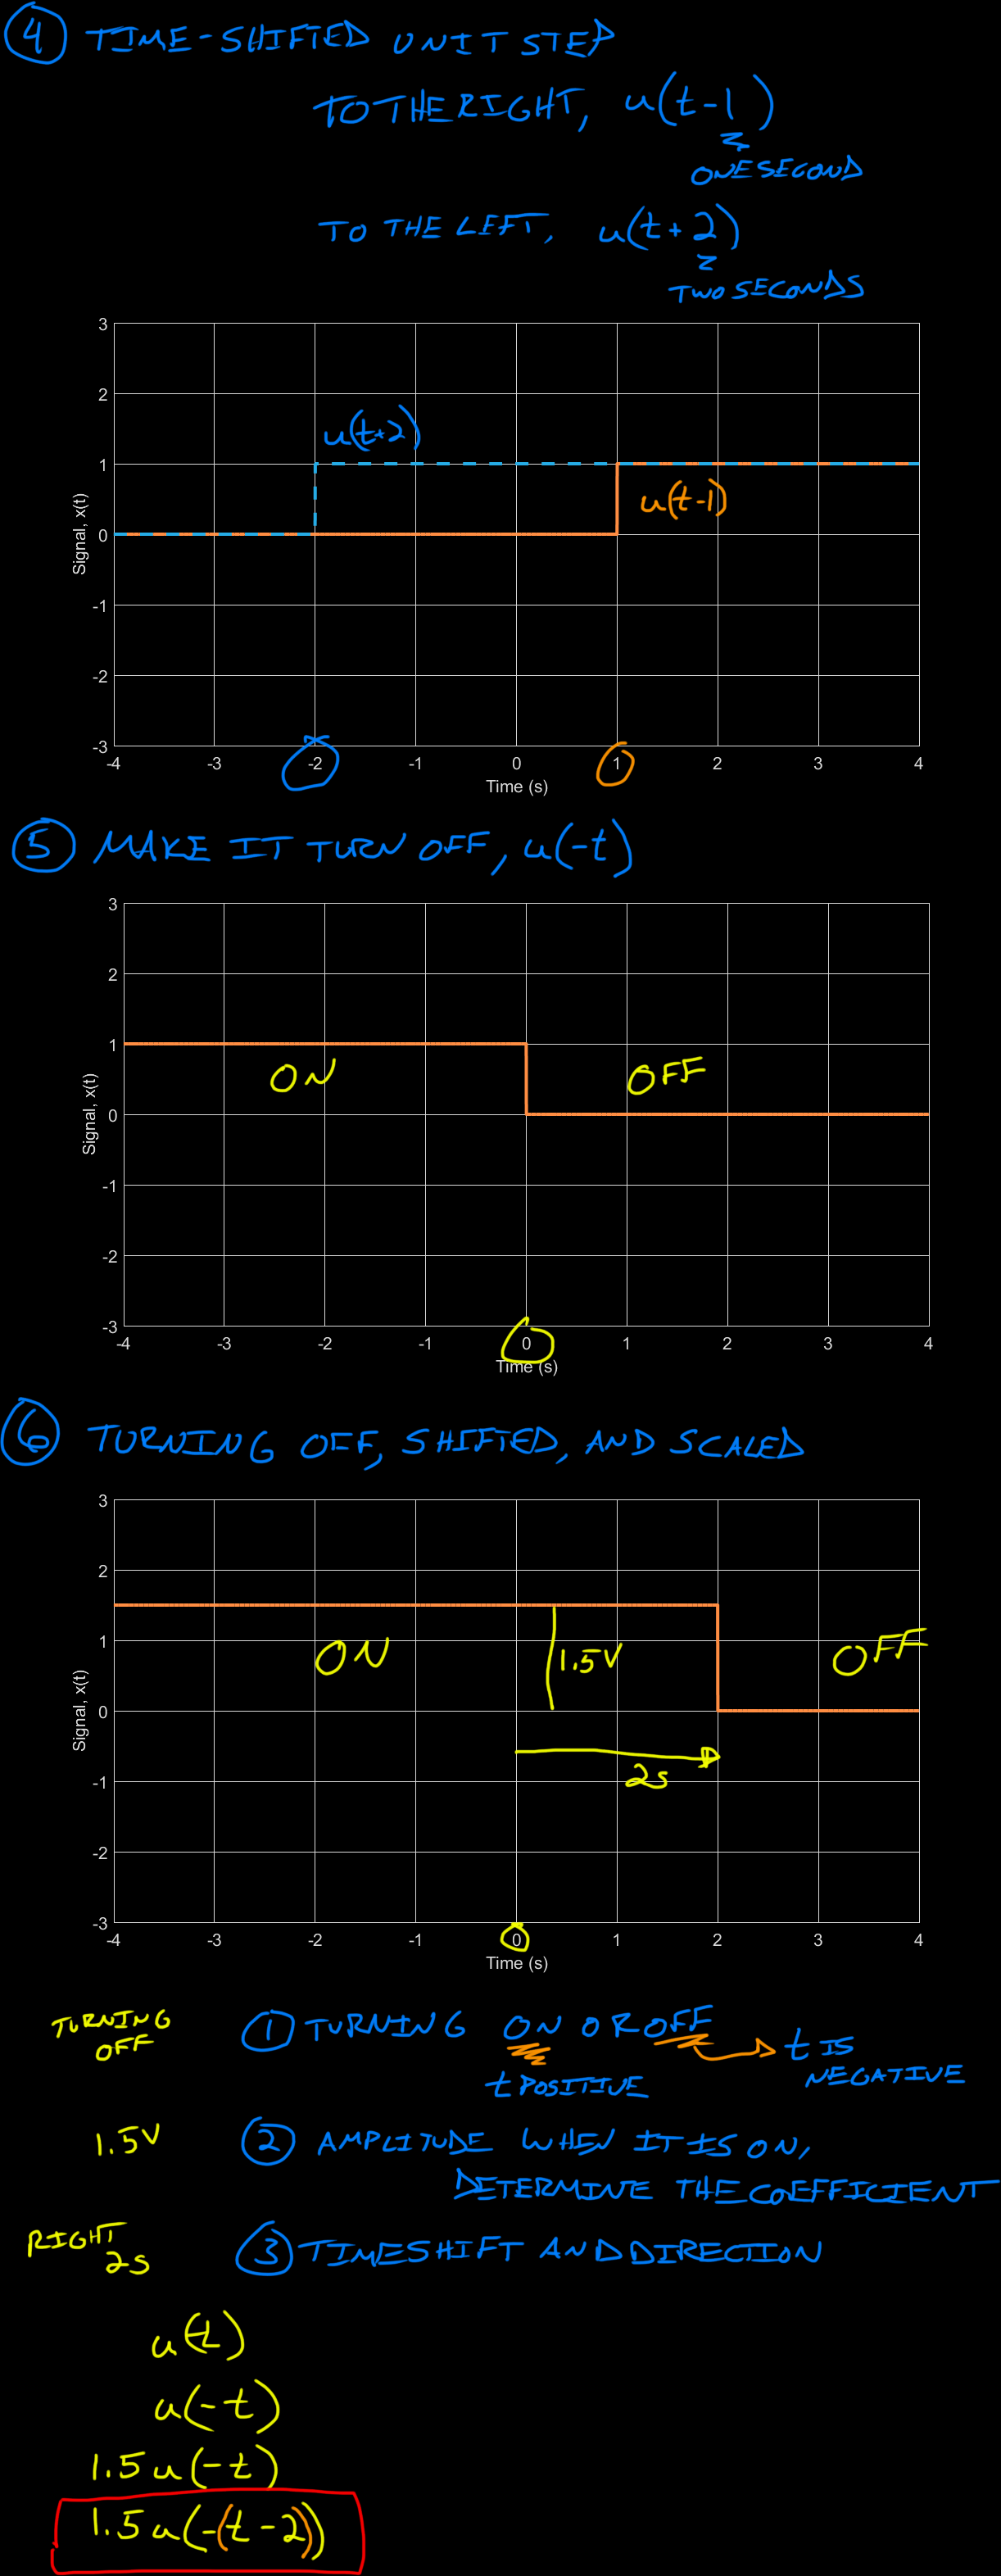 4 TIME-SHIFTED UNIT STEP
TO THE RIGHT, u(t-1)
ONE SECOND
TO THE LEFT, u(t+2)
TWO SECONDS
3
2
u(t+2)
1
u(t-1)
0
-1
-2
-3
Signal, x(t)
-4 -3 -2 -1 0 1 2 3 4
Time (s)
5 MAKE IT TURN OFF, u(-t)
3
2
1
ON OFF
0
-1
-2
-3
Signal, x(t)
-4 -3 -2 -1 0 1 2 3 4
Time (s)
6 TURNING OFF, SHIFTED, AND SCALED
3
2
1
ON 1.5V OFF
0
2s
-1
-2
-3
Signal, x(t)
-4 -3 -2 -1 0 1 2 3 4
Time (s)
TURNING OFF
1 TURNING ON OR OFF t IS NEGATIVE
t POSITIVE
1.5V
2 AMPLITUDE WHEN IT IS ON,
DETERMINE THE COEFFICIENT
RIGHT 2s
3 TIME SHIFT AND DIRECTION
u(t)
u(-t)
1.5u(-t)
1.5u(-(t-2))